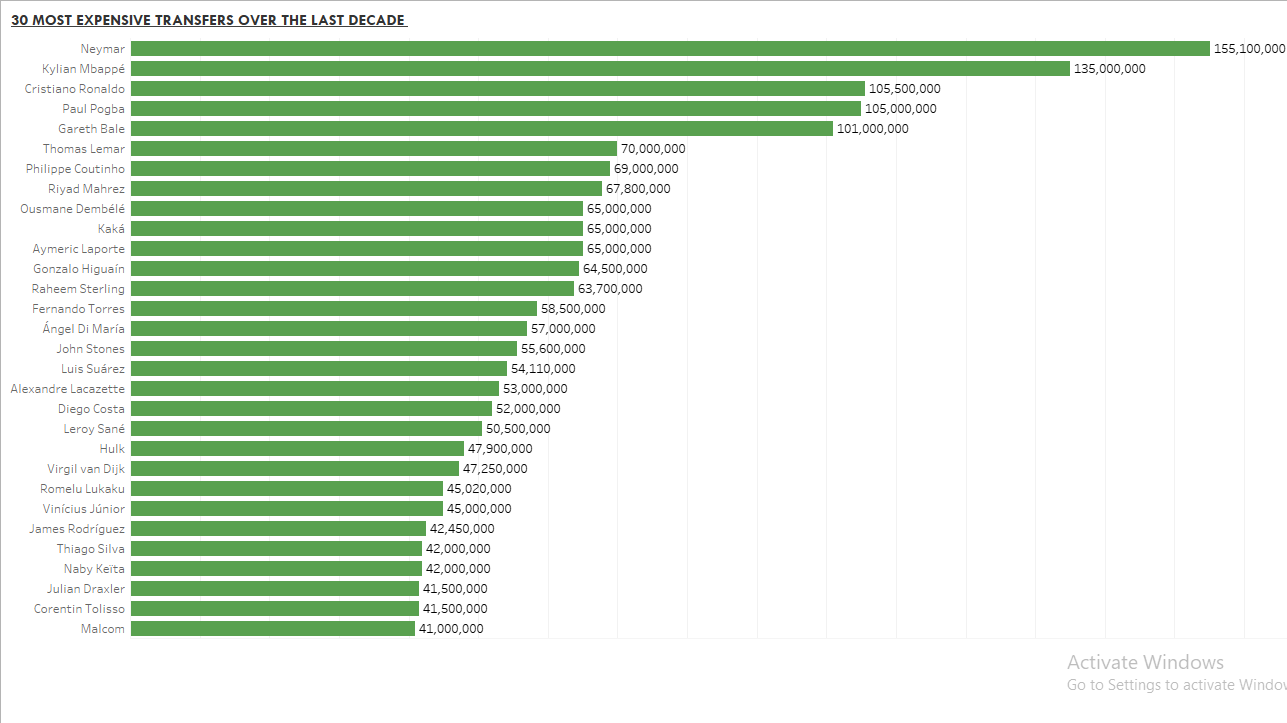 30 MOST EXPENSIVE TRANSFERS OVER THE LAST DECADE
Neymar 155,100,000
Kylian Mbappé 135,000,000
Cristiano Ronaldo 105,500,000
Paul Pogba 105,000,000
Gareth Bale 101,000,000
Thomas Lemar 70,000,000
Philippe Coutinho 69,000,000
Riyad Mahrez 67,800,000
Ousmane Dembélé 65,000,000
Kaká 65,000,000
Aymeric Laporte 65,000,000
Gonzalo Higuaín 64,500,000
Raheem Sterling 63,700,000
Fernando Torres 58,500,000
Ángel Di María 57,000,000
John Stones 55,600,000
Luis Suárez 54,110,000
Alexandre Lacazette 53,000,000
Diego Costa 52,000,000
Leroy Sané 50,500,000
Hulk 47,900,000
Virgil van Dijk 47,250,000
Romelu Lukaku 45,020,000
Vinícius Júnior 45,000,000
James Rodríguez 42,450,000
Thiago Silva 42,000,000
Naby Keïta 42,000,000
Julian Draxler 41,500,000
Corentin Tolisso 41,500,000
Malcom 41,000,000
Activate Windows
Go to Settings to activate Windo